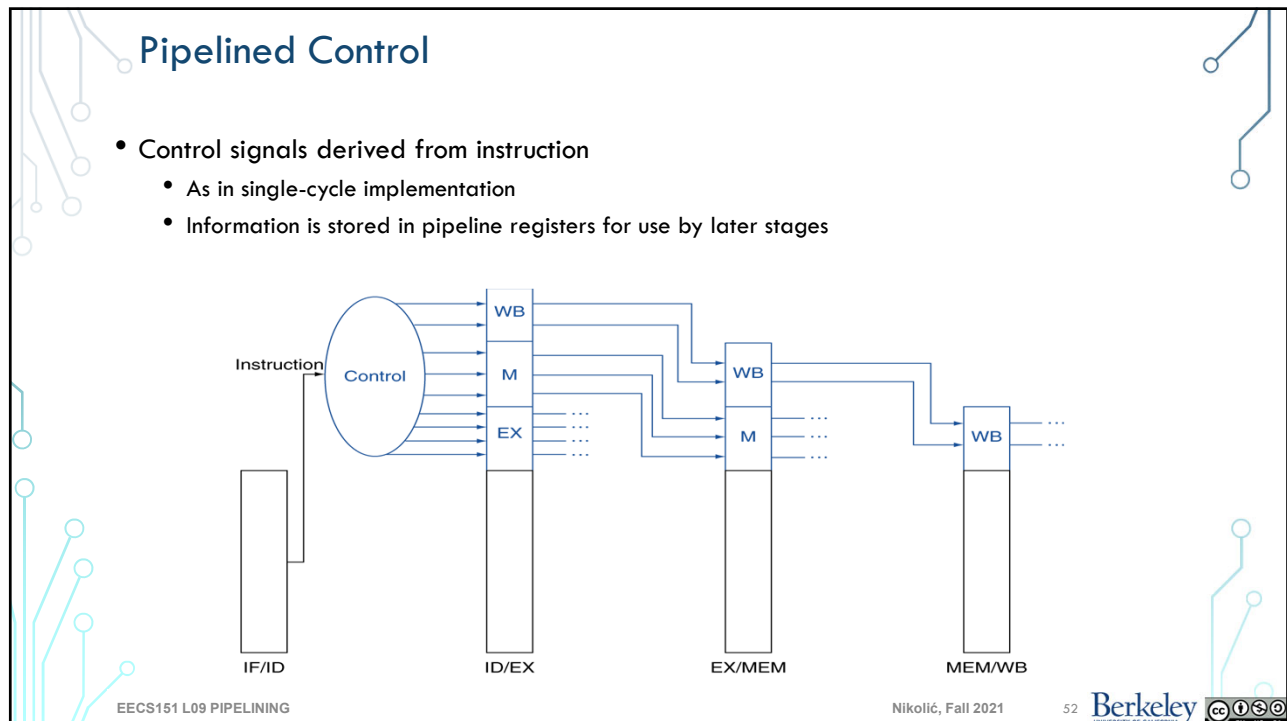 Pipelined Control
• Control signals derived from instruction
• As in single-cycle implementation
• Information is stored in pipeline registers for use by later stages
Instruction
Control
WB
M
EX
...
...
...
...
WB
M
...
...
...
WB
...
...
IF/ID
ID/EX
EX/MEM
MEM/WB
EECS151 L09 PIPELINING
Nikolić, Fall 2021
52
Berkeley
cc